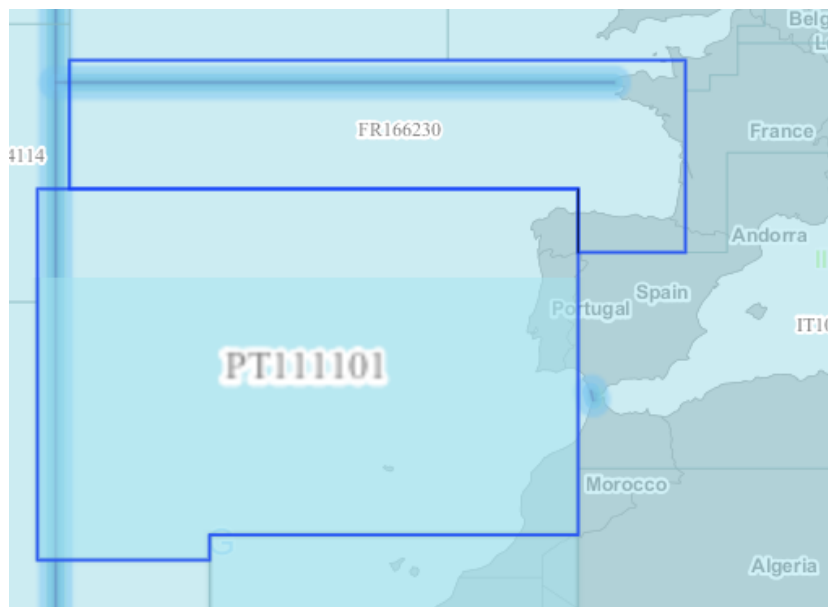 Belg
L
France
FR166230
4114
Andorra
Spain
Portugal
IT10
PT111101
Morocco
G
Algeria